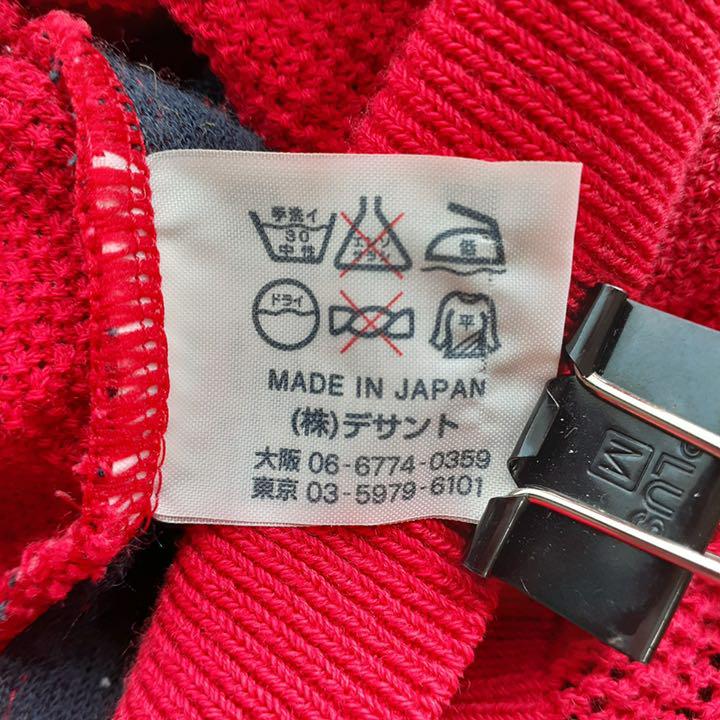 手洗イ
30
中性
エンソ
サラシ
低
ドライ
平
MADE IN JAPAN
(株)デサント
大阪 06-6774-0359
東京 03-5979-6101
PLUS
M